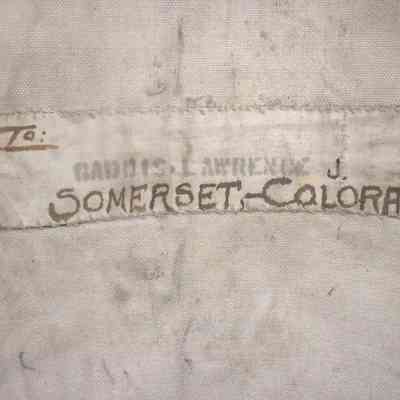 To:
GADDIS, LAWRENCE J.
SOMERSET,-COLORA